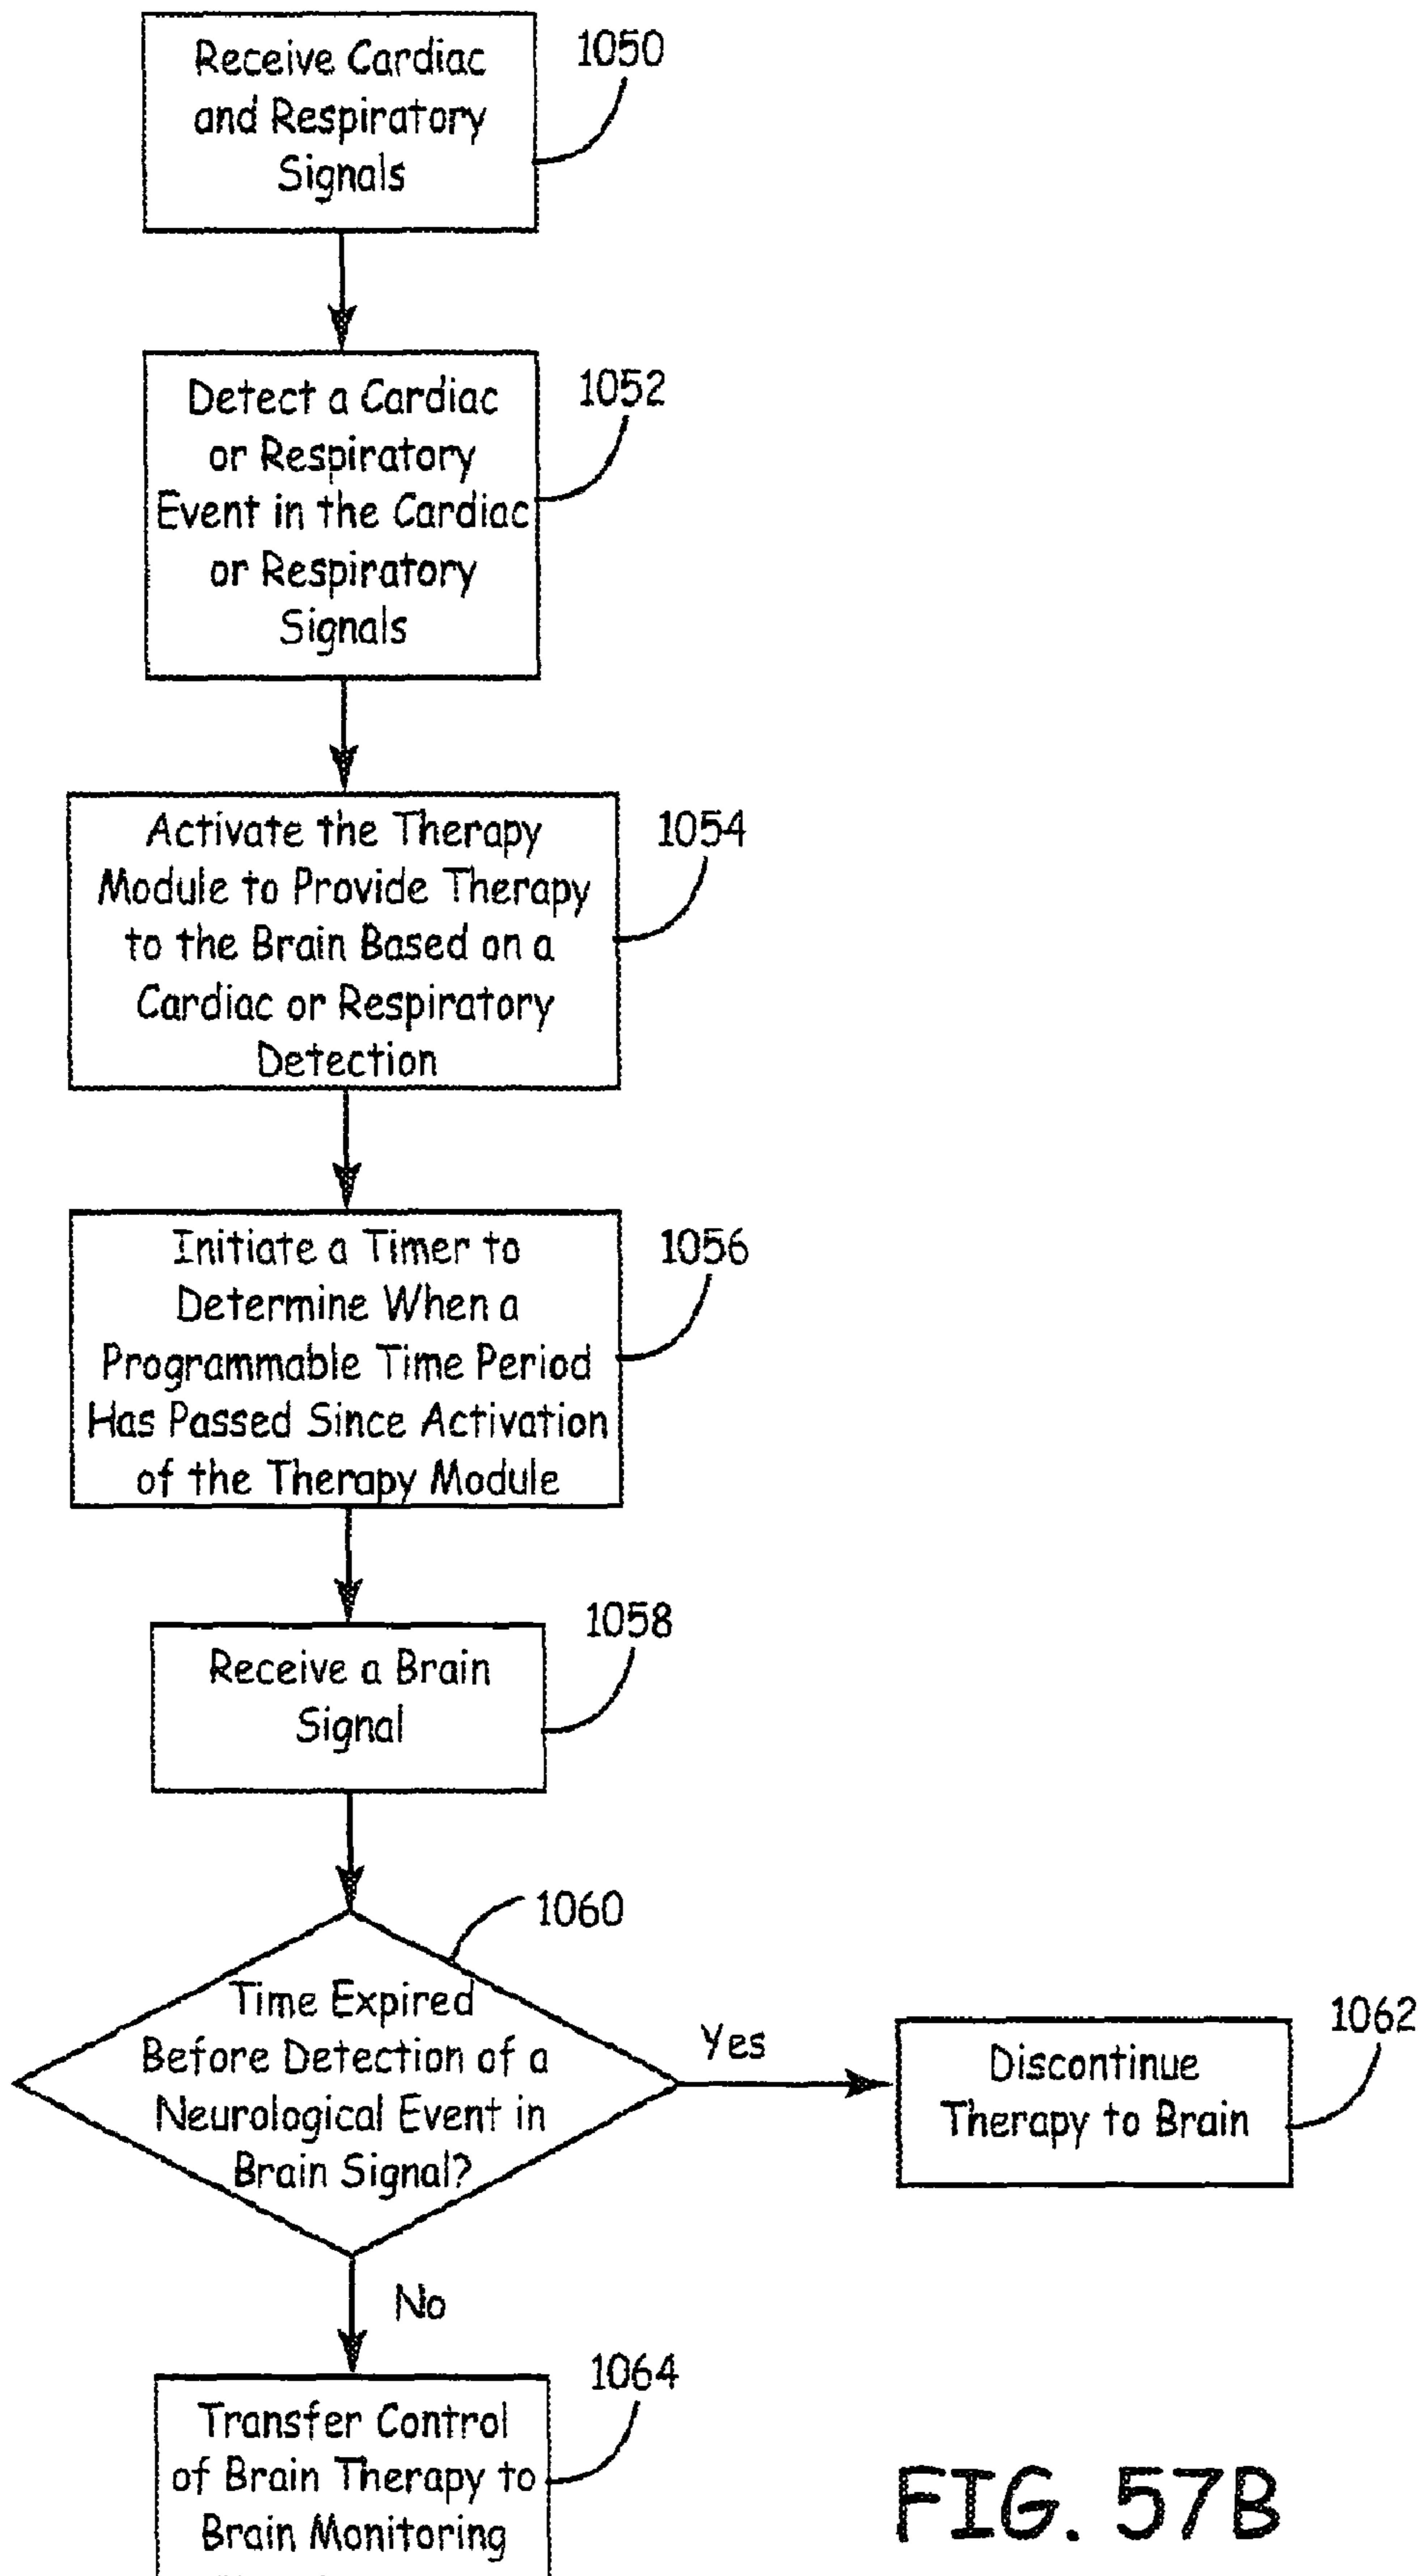 Receive Cardiac
and Respiratory
Signals
1050
Detect a Cardiac
or Respiratory
Event in the Cardiac
or Respiratory
Signals
1052
Activate the Therapy
Module to Provide Therapy
to the Brain Based on a
Cardiac or Respiratory
Detection
1054
Initiate a Timer to
Determine When a
Programmable Time Period
Has Passed Since Activation
of the Therapy Module
1056
Receive a Brain
Signal
1058
1060
Time Expired
Before Detection of a
Neurological Event in
Brain Signal?
Yes
Discontinue
Therapy to Brain
1062
No
Transfer Control
of Brain Therapy to
Brain Monitoring
1064
FIG. 57B